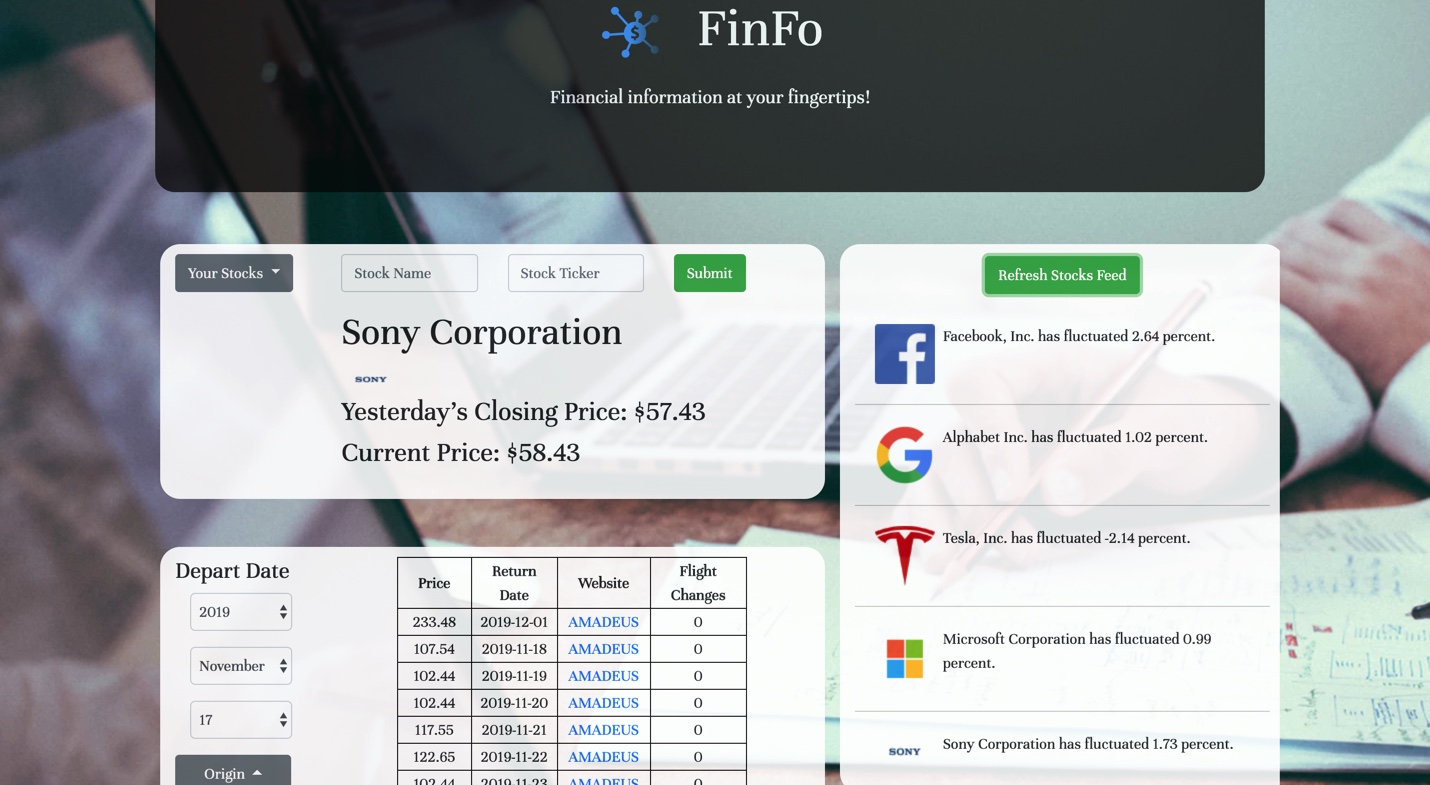 FinFo
Financial information at your fingertips!
Your Stocks
Stock Name
Stock Ticker
Submit
Sony Corporation
SONY
Yesterday's Closing Price: $57.43
Current Price: $58.43
Refresh Stocks Feed
Facebook, Inc. has fluctuated 2.64 percent.
Alphabet Inc. has fluctuated 1.02 percent.
Tesla, Inc. has fluctuated -2.14 percent.
Microsoft Corporation has fluctuated 0.99
percent.
SONY
Sony Corporation has fluctuated 1.73 percent.
Depart Date
2019
November
17
Origin
Price Return Date Website Flight Changes
233.48 2019-12-01 AMADEUS 0
107.54 2019-11-18 AMADEUS 0
102.44 2019-11-19 AMADEUS 0
102.44 2019-11-20 AMADEUS 0
117.55 2019-11-21 AMADEUS 0
122.65 2019-11-22 AMADEUS 0
102.44 2019-11-23 AMADEUS 0